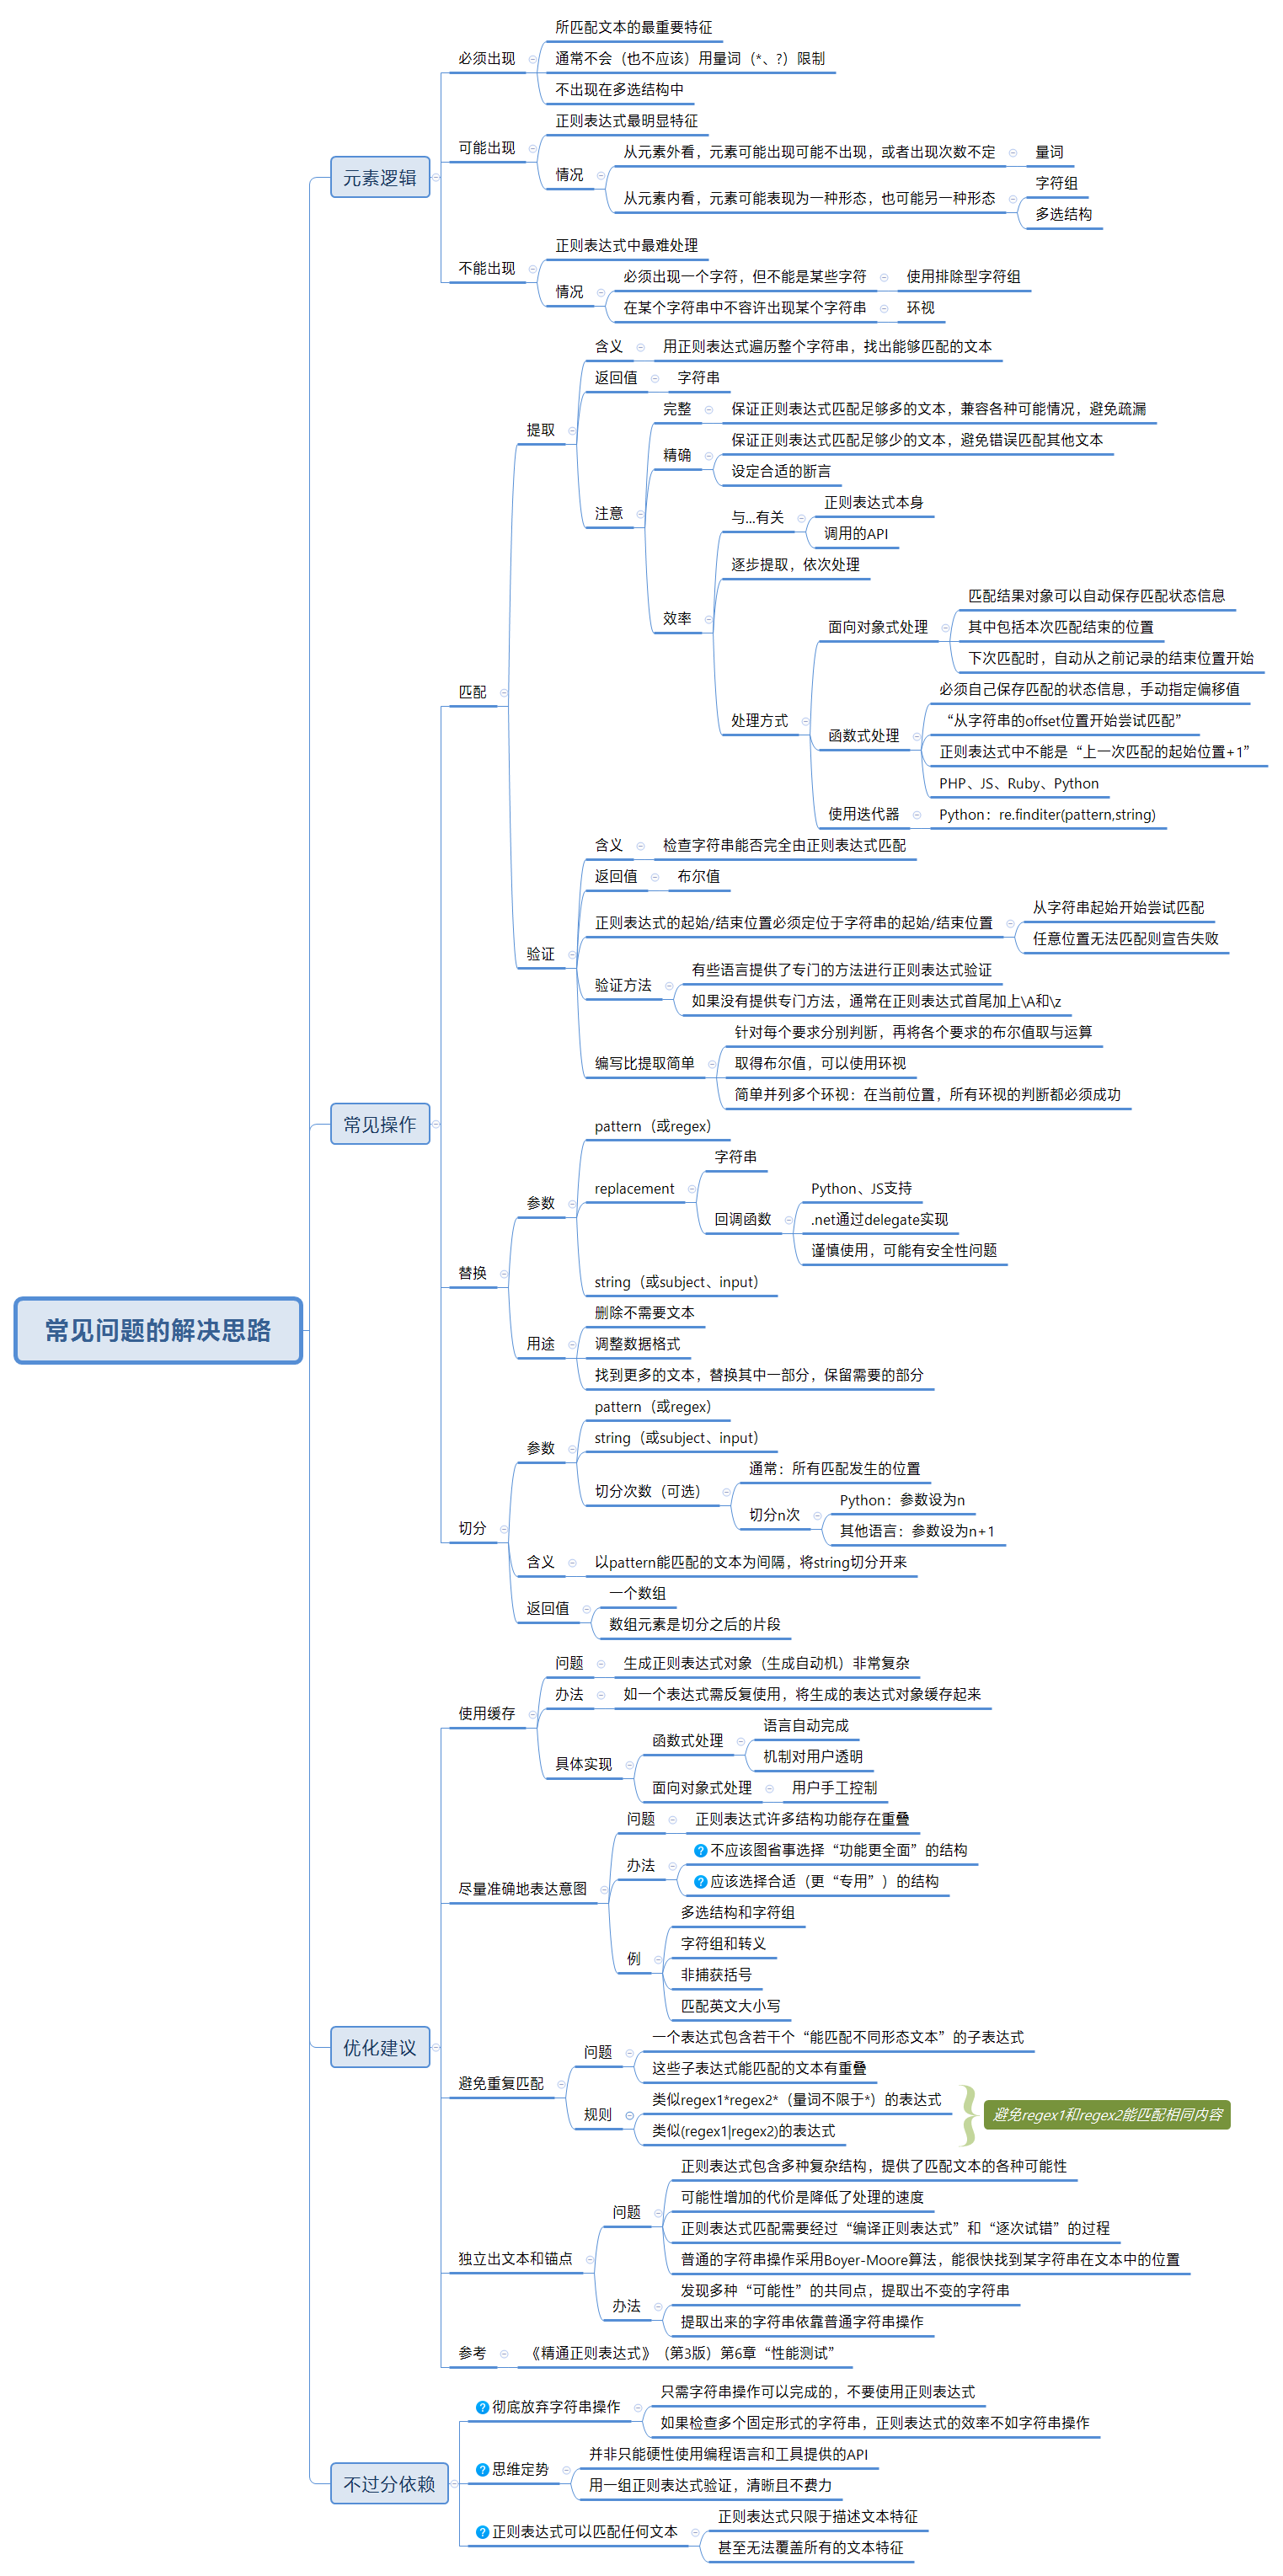 常见问题的解决思路
元素逻辑
必须出现
所匹配文本的最重要特征
通常不会（也不应该）用量词（*、?）限制
不出现在多选结构中
可能出现
正则表达式最明显特征
情况
从元素外看，元素可能出现可能不出现，或者出现次数不定
量词
从元素内看，元素可能表现为一种形态，也可能另一种形态
字符组
多选结构
不能出现
正则表达式中最难处理
情况
必须出现一个字符，但不能是某些字符
使用排除型字符组
在某个字符串中不容许出现某个字符串
环视
常见操作
匹配
提取
含义
用正则表达式遍历整个字符串，找出能够匹配的文本
返回值
字符串
注意
完整
保证正则表达式匹配足够多的文本，兼容各种可能情况，避免疏漏
精确
保证正则表达式匹配足够少的文本，避免错误匹配其他文本
设定合适的断言
效率
与...有关
正则表达式本身
调用的API
逐步提取，依次处理
处理方式
面向对象式处理
匹配结果对象可以自动保存匹配状态信息
其中包括本次匹配结束的位置
下次匹配时，自动从之前记录的结束位置开始
函数式处理
必须自己保存匹配的状态信息，手动指定偏移值
“从字符串的offset位置开始尝试匹配”
正则表达式中不能是“上一次匹配的起始位置+1”
PHP、JS、Ruby、Python
使用迭代器
Python：re.finditer(pattern,string)
验证
含义
检查字符串能否完全由正则表达式匹配
返回值
布尔值
正则表达式的起始/结束位置必须定位于字符串的起始/结束位置
从字符串起始开始尝试匹配
任意位置无法匹配则宣告失败
验证方法
有些语言提供了专门的方法进行正则表达式验证
如果没有提供专门方法，通常在正则表达式首尾加上\A和\z
编写比提取简单
针对每个要求分别判断，再将各个要求的布尔值取与运算
取得布尔值，可以使用环视
简单并列多个环视：在当前位置，所有环视的判断都必须成功
替换
参数
pattern（或regex）
replacement
字符串
回调函数
Python、JS支持
.net通过delegate实现
谨慎使用，可能有安全性问题
string（或subject、input）
用途
删除不需要文本
调整数据格式
找到更多的文本，替换其中一部分，保留需要的部分
切分
参数
pattern（或regex）
string（或subject、input）
切分次数（可选）
通常：所有匹配发生的位置
切分n次
Python：参数设为n
其他语言：参数设为n+1
含义
以pattern能匹配的文本为间隔，将string切分开来
返回值
一个数组
数组元素是切分之后的片段
优化建议
使用缓存
问题
生成正则表达式对象（生成自动机）非常复杂
办法
如一个表达式需反复使用，将生成的表达式对象缓存起来
具体实现
函数式处理
语言自动完成
机制对用户透明
面向对象式处理
用户手工控制
尽量准确地表达意图
问题
正则表达式许多结构功能存在重叠
办法
不应该图省事选择“功能更全面”的结构
应该选择合适（更“专用”）的结构
例
多选结构和字符组
字符组和转义
非捕获括号
匹配英文大小写
避免重复匹配
问题
一个表达式包含若干个“能匹配不同形态文本”的子表达式
这些子表达式能匹配的文本有重叠
规则
类似regex1*regex2*（量词不限于*）的表达式
类似(regex1|regex2)的表达式
避免regex1和regex2能匹配相同内容
独立出文本和锚点
问题
正则表达式包含多种复杂结构，提供了匹配文本的各种可能性
可能性增加的代价是降低了处理的速度
正则表达式匹配需要经过“编译正则表达式”和“逐次试错”的过程
普通的字符串操作采用Boyer-Moore算法，能很快找到某字符串在文本中的位置
办法
发现多种“可能性”的共同点，提取出不变的字符串
提取出来的字符串依靠普通字符串操作
参考
《精通正则表达式》（第3版）第6章“性能测试”
不过分依赖
彻底放弃字符串操作
只需字符串操作可以完成的，不要使用正则表达式
如果检查多个固定形式的字符串，正则表达式的效率不如字符串操作
思维定势
并非只能硬性使用编程语言和工具提供的API
用一组正则表达式验证，清晰且不费力
正则表达式可以匹配任何文本
正则表达式只限于描述文本特征
甚至无法覆盖所有的文本特征